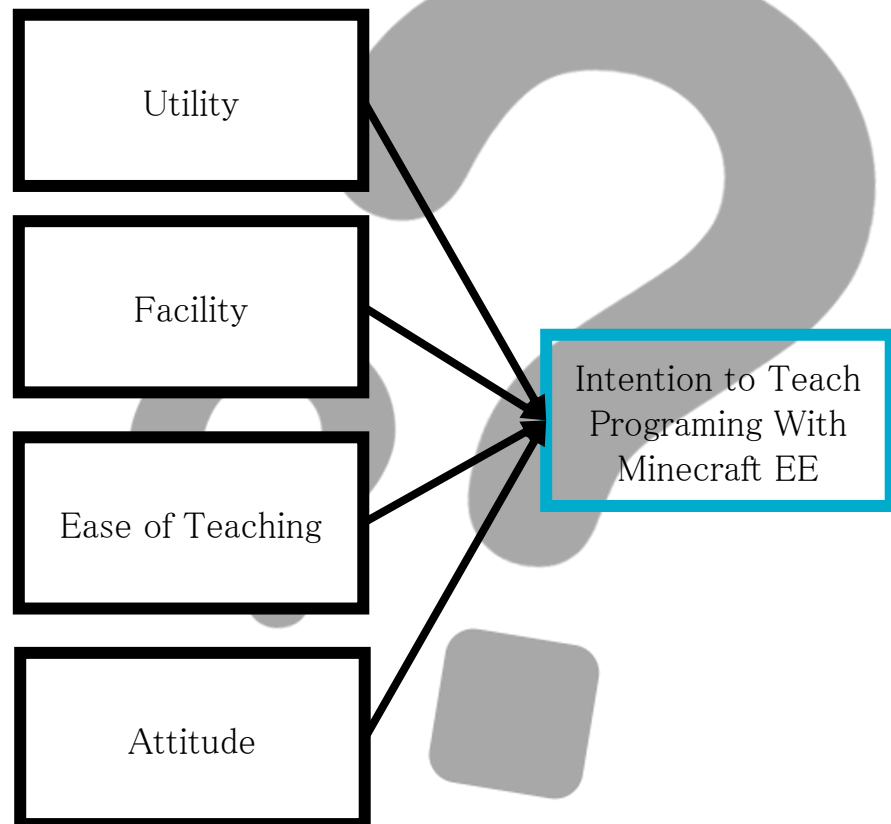 Utility
Facility
Ease of Teaching
Attitude
Intention to Teach
Programing With
Minecraft EE